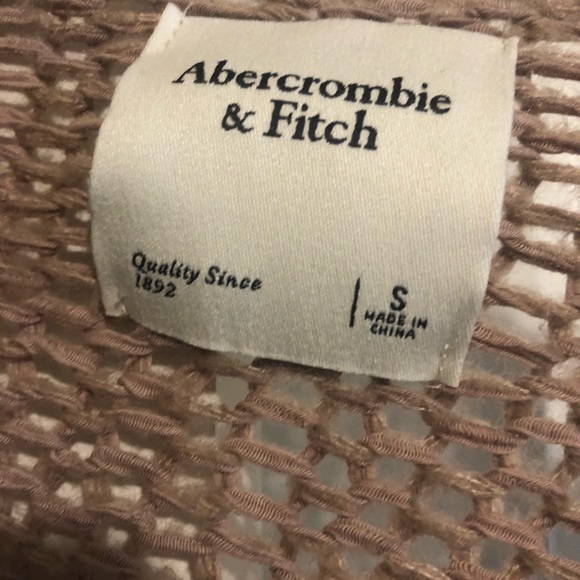 Abercrombie
& Fitch
Quality Since
1892
S
MADE IN
CHINA